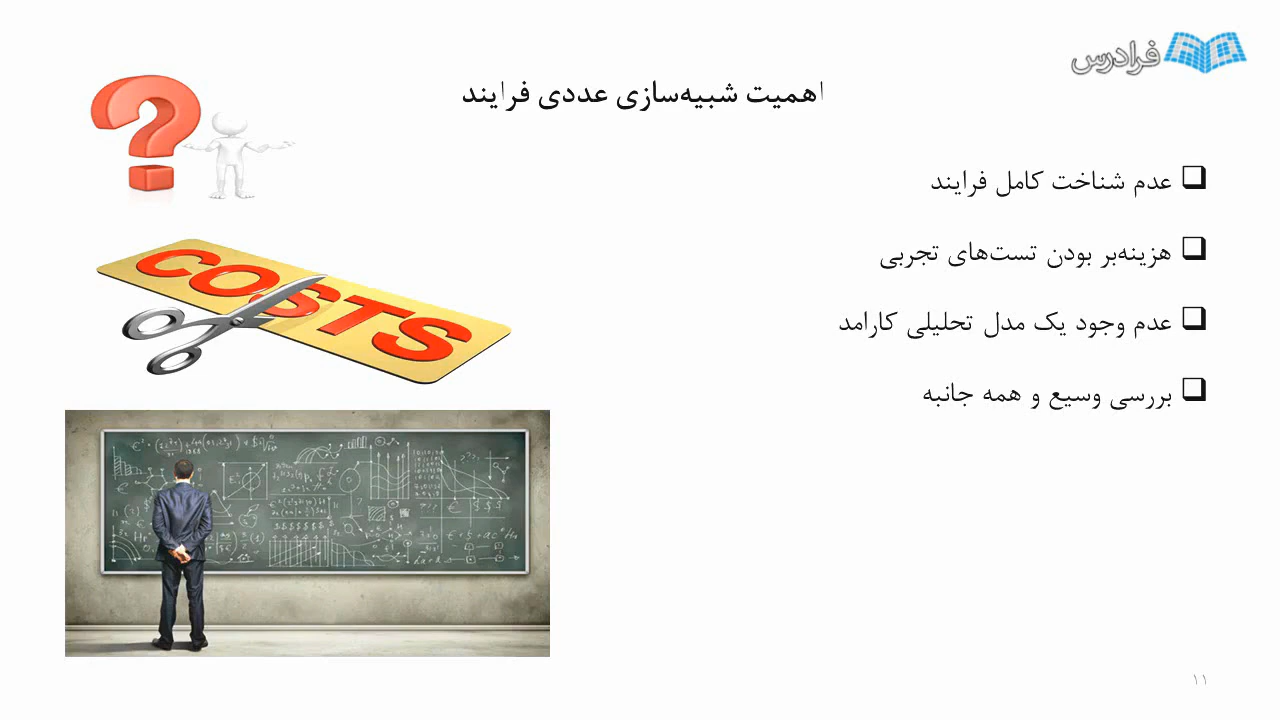 فرادرس
اهمیت شبیه‌سازی عددی فرایند
عدم شناخت کامل فرایند
هزینه‌بر بودن تست‌های تجربی
عدم وجود یک مدل تحلیلی کارامد
بررسی وسیع و همه جانبه
COSTS
۱۱